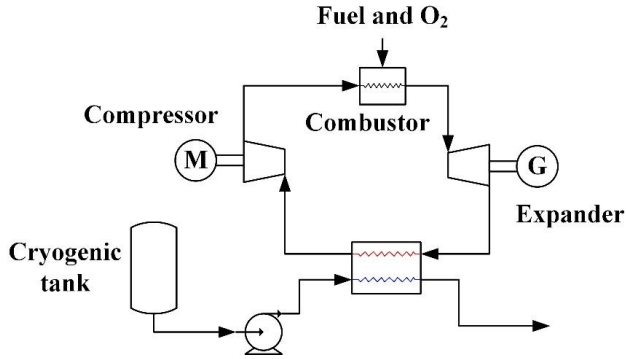 Fuel and O₂
Compressor
Combustor
M
G
Expander
Cryogenic
tank